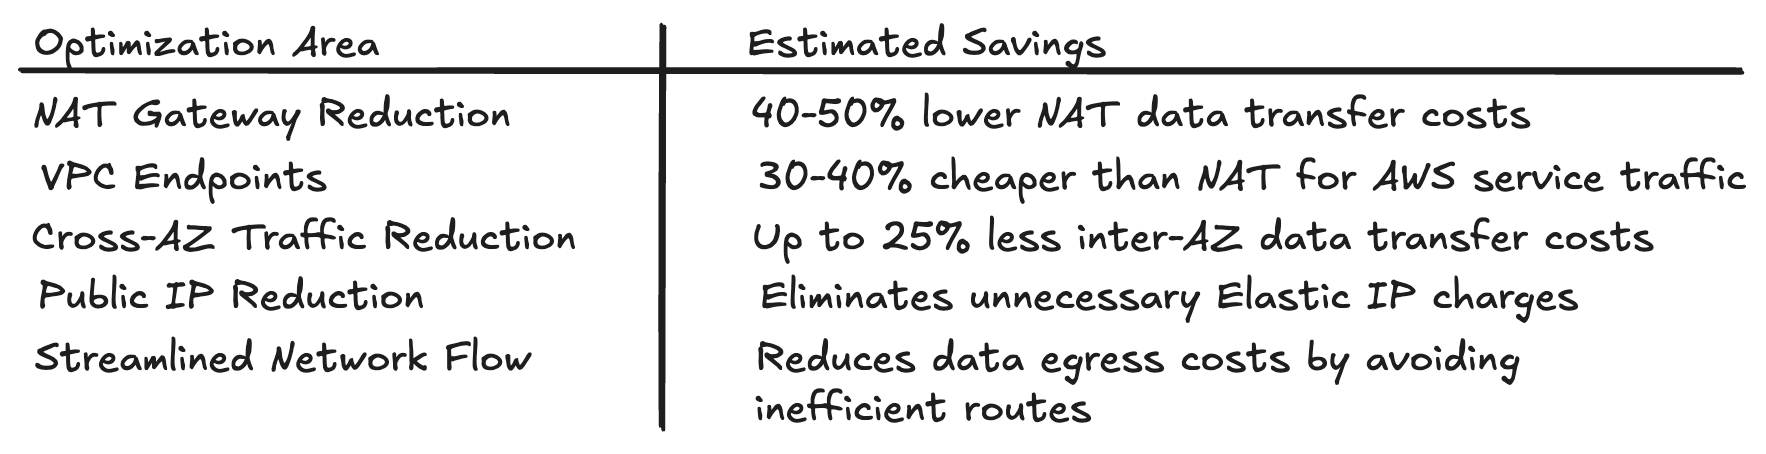 Optimization Area Estimated Savings
NAT Gateway Reduction 40-50% lower NAT data transfer costs
VPC Endpoints 30-40% cheaper than NAT for AWS service traffic
Cross-AZ Traffic Reduction Up to 25% less inter-AZ data transfer costs
Public IP Reduction Eliminates unnecessary Elastic IP charges
Streamlined Network Flow Reduces data egress costs by avoiding
inefficient routes